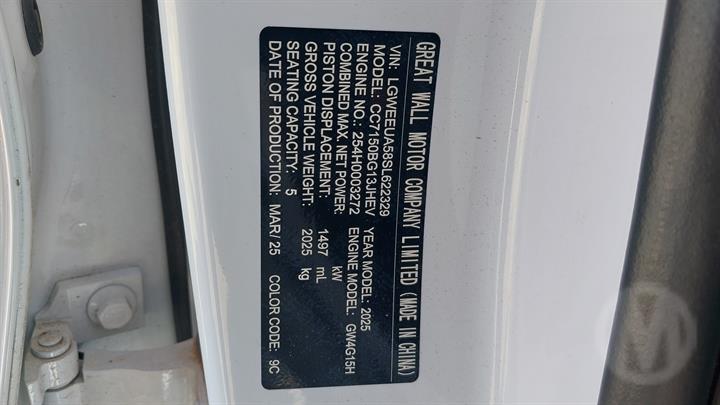 GREAT WALL MOTOR COMPANY LIMITED (MADE IN CHINA)
VIN: LGWEEUA58SL622329
MODEL: CC7150BG13JHEV YEAR MODEL: 2025
ENGINE NO.: 254H0003272 ENGINE MODEL: GW4G15H
COMBINED MAX. NET POWER: kW
PISTON DISPLACEMENT: 1497 mL
GROSS VEHICLE WEIGHT: 2025 kg
SEATING CAPACITY: 5
DATE OF PRODUCTION: MAR/25 COLOR CODE: 9C
M